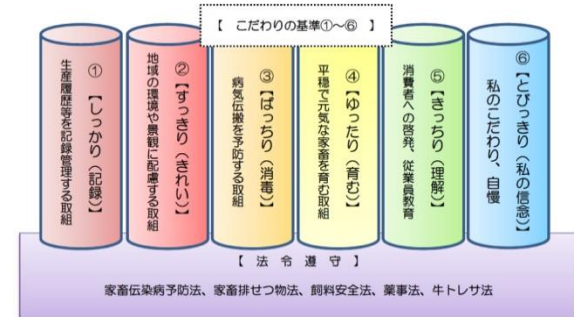 【 こだわりの基準①～⑥ 】
① 【しっかり（記録）】
生産履歴等を記録管理する取組
② 【すっきり（きれい）】
地域の環境や景観に配慮する取組
③ 【ばっちり（消毒）】
病気伝搬を予防する取組
④ 【ゆったり（育む）】
平穏で元気な家畜を育む取組
⑤ 【きっちり（理解）】
消費者への啓発、従業員教育
⑥ 【とびっきり（私の信念）】
私のこだわり、自慢
【 法 令 遵 守 】
家畜伝染病予防法、家畜排せつ物法、飼料安全法、薬事法、牛トレサ法